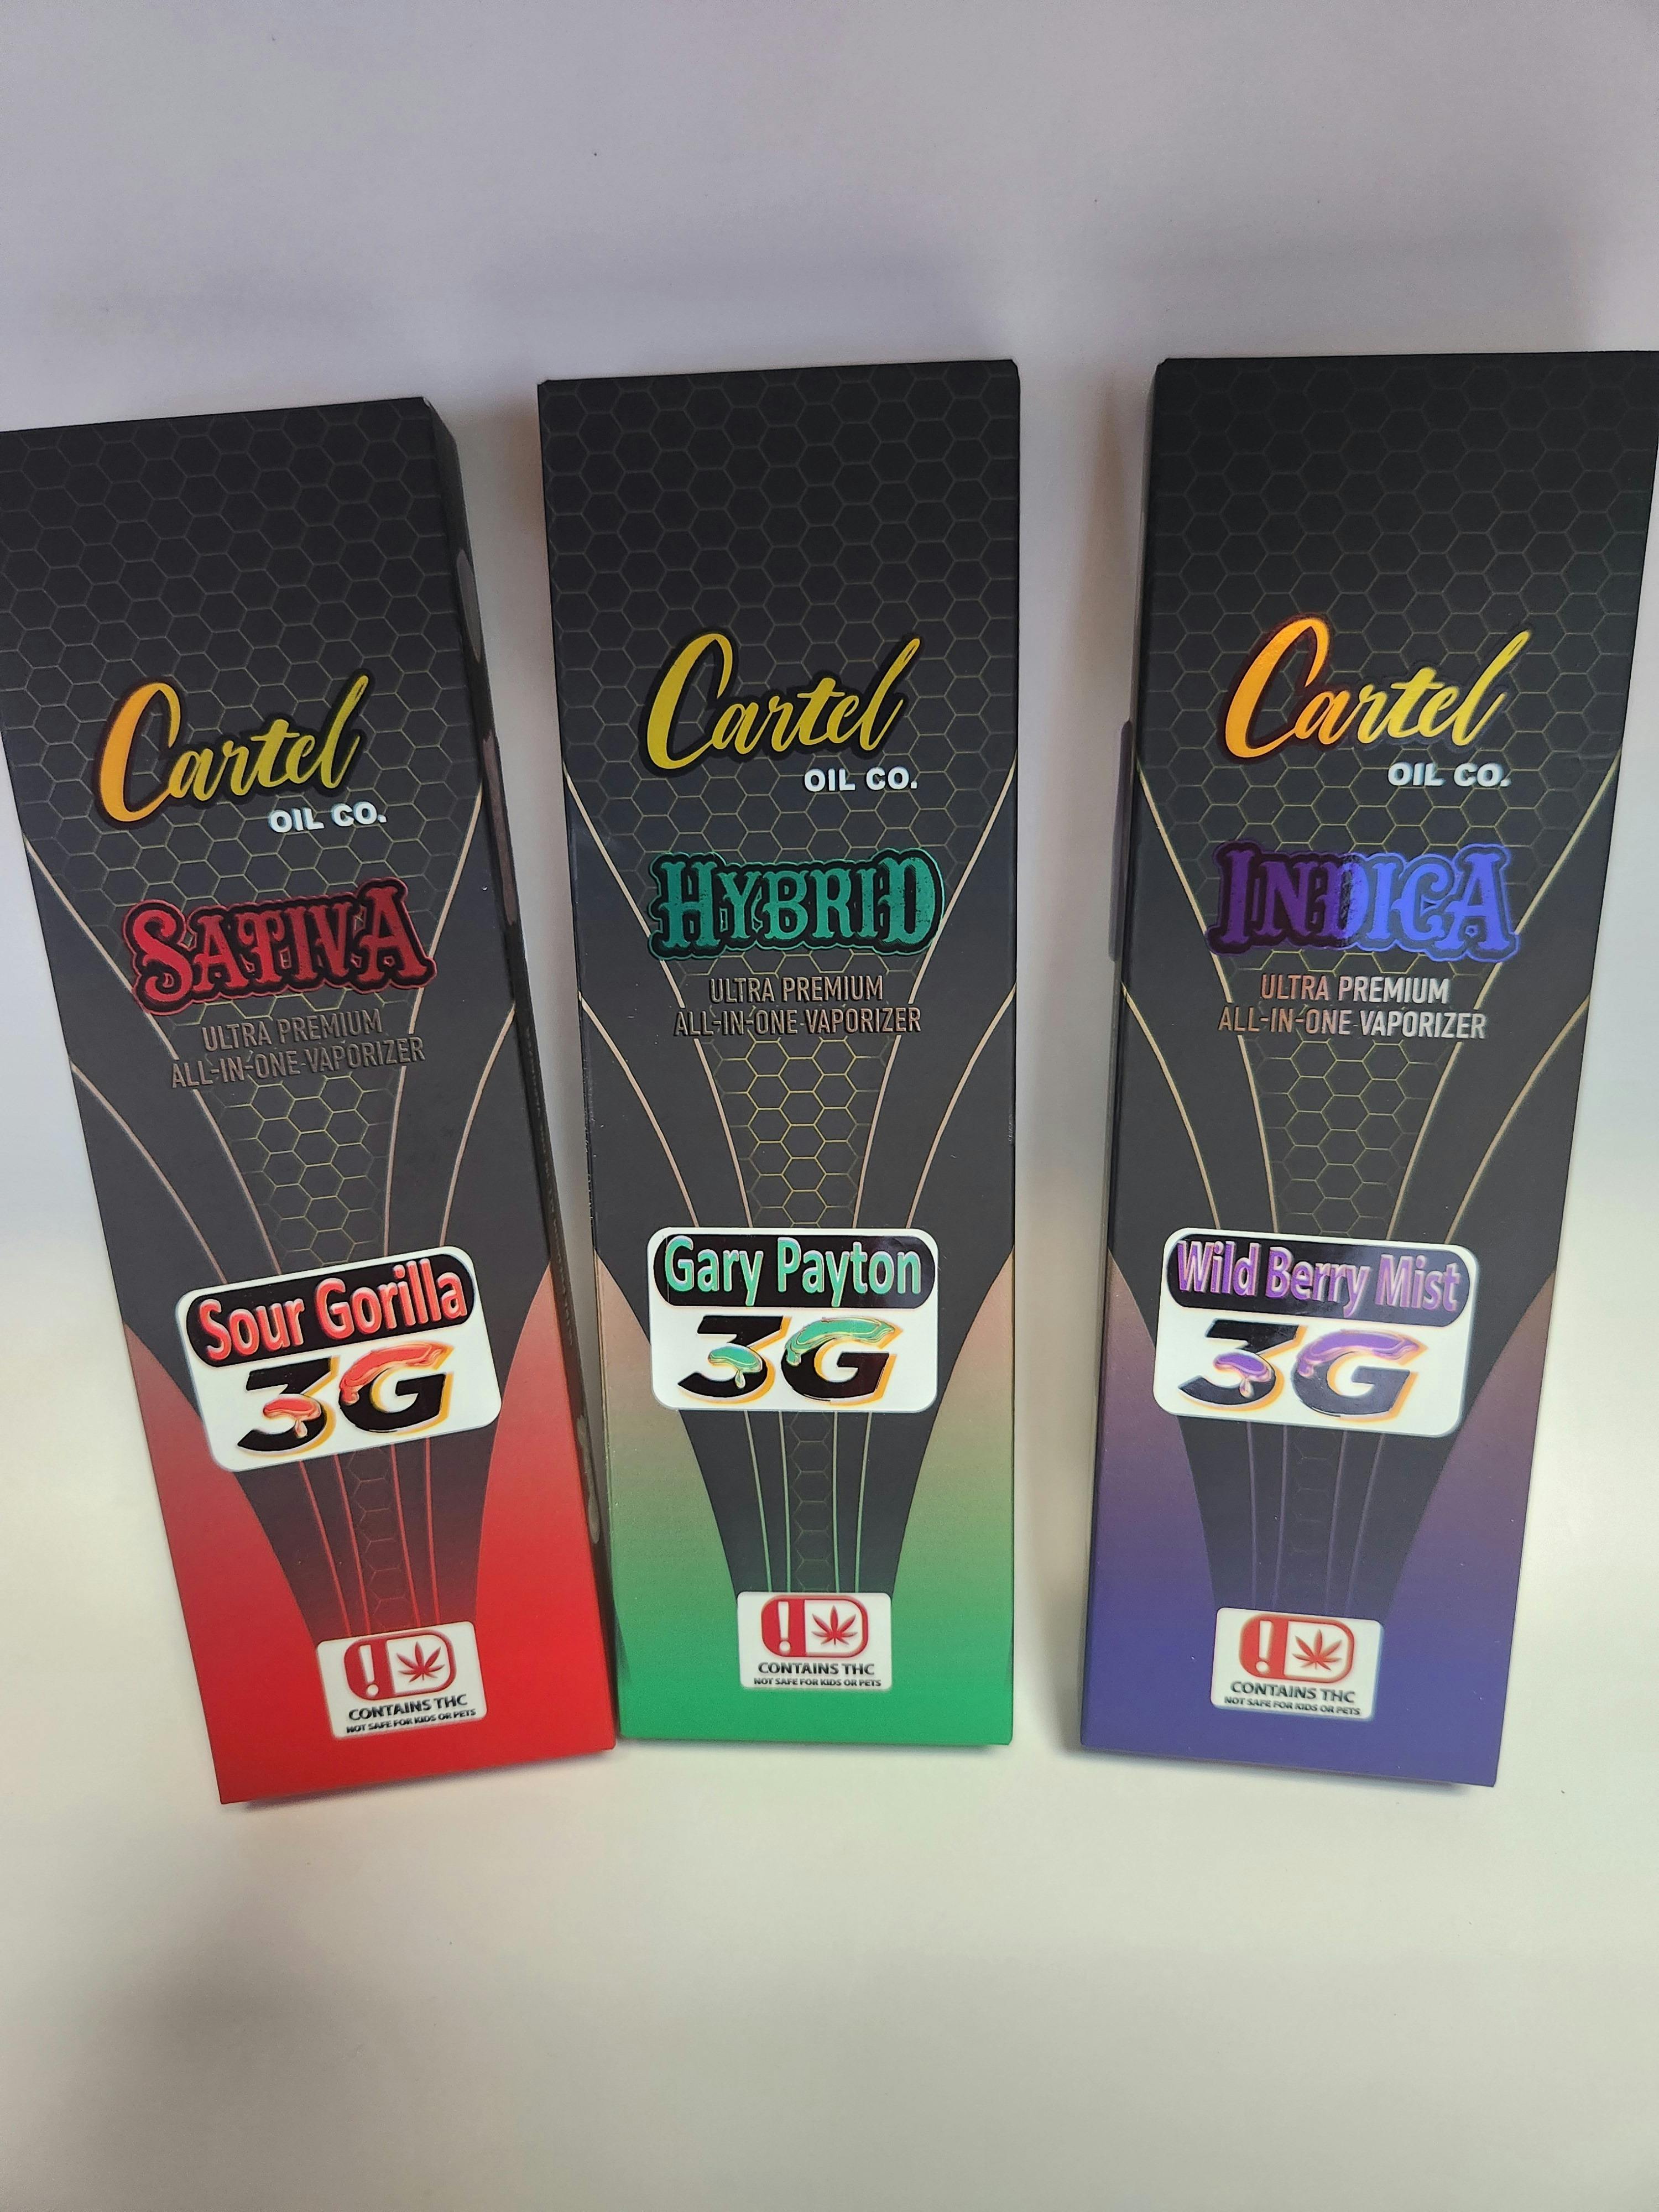 Cartel
OIL CO.
SATIVA
ULTRA PREMIUM
ALL-IN-ONE VAPORIZER
Sour Gorilla
3G
CONTAINS THC
NOT SAFE FOR KIDS OR PETS
Cartel
OIL CO.
HYBRID
ULTRA PREMIUM
ALL-IN-ONE VAPORIZER
Gary Payton
3G
CONTAINS THC
NOT SAFE FOR KIDS OR PETS
Cartel
OIL CO.
INDICA
ULTRA PREMIUM
ALL-IN-ONE VAPORIZER
Wild Berry Mist
3G
CONTAINS THC
NOT SAFE FOR KIDS OR PETS